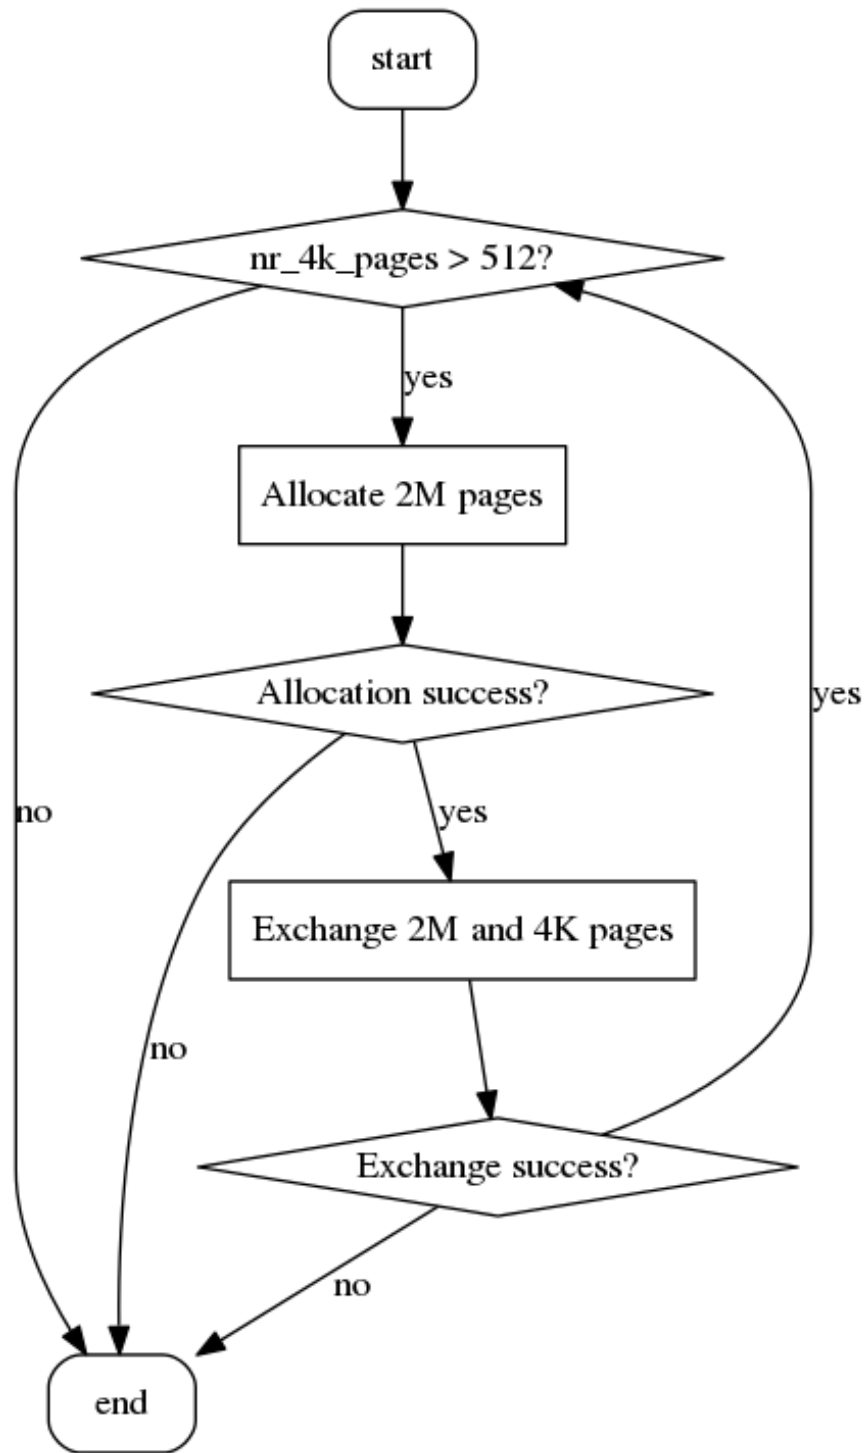 start
nr_4k_pages > 512?
yes
Allocate 2M pages
Allocation success?
yes
no
yes
Exchange 2M and 4K pages
no
Exchange success?
no
end